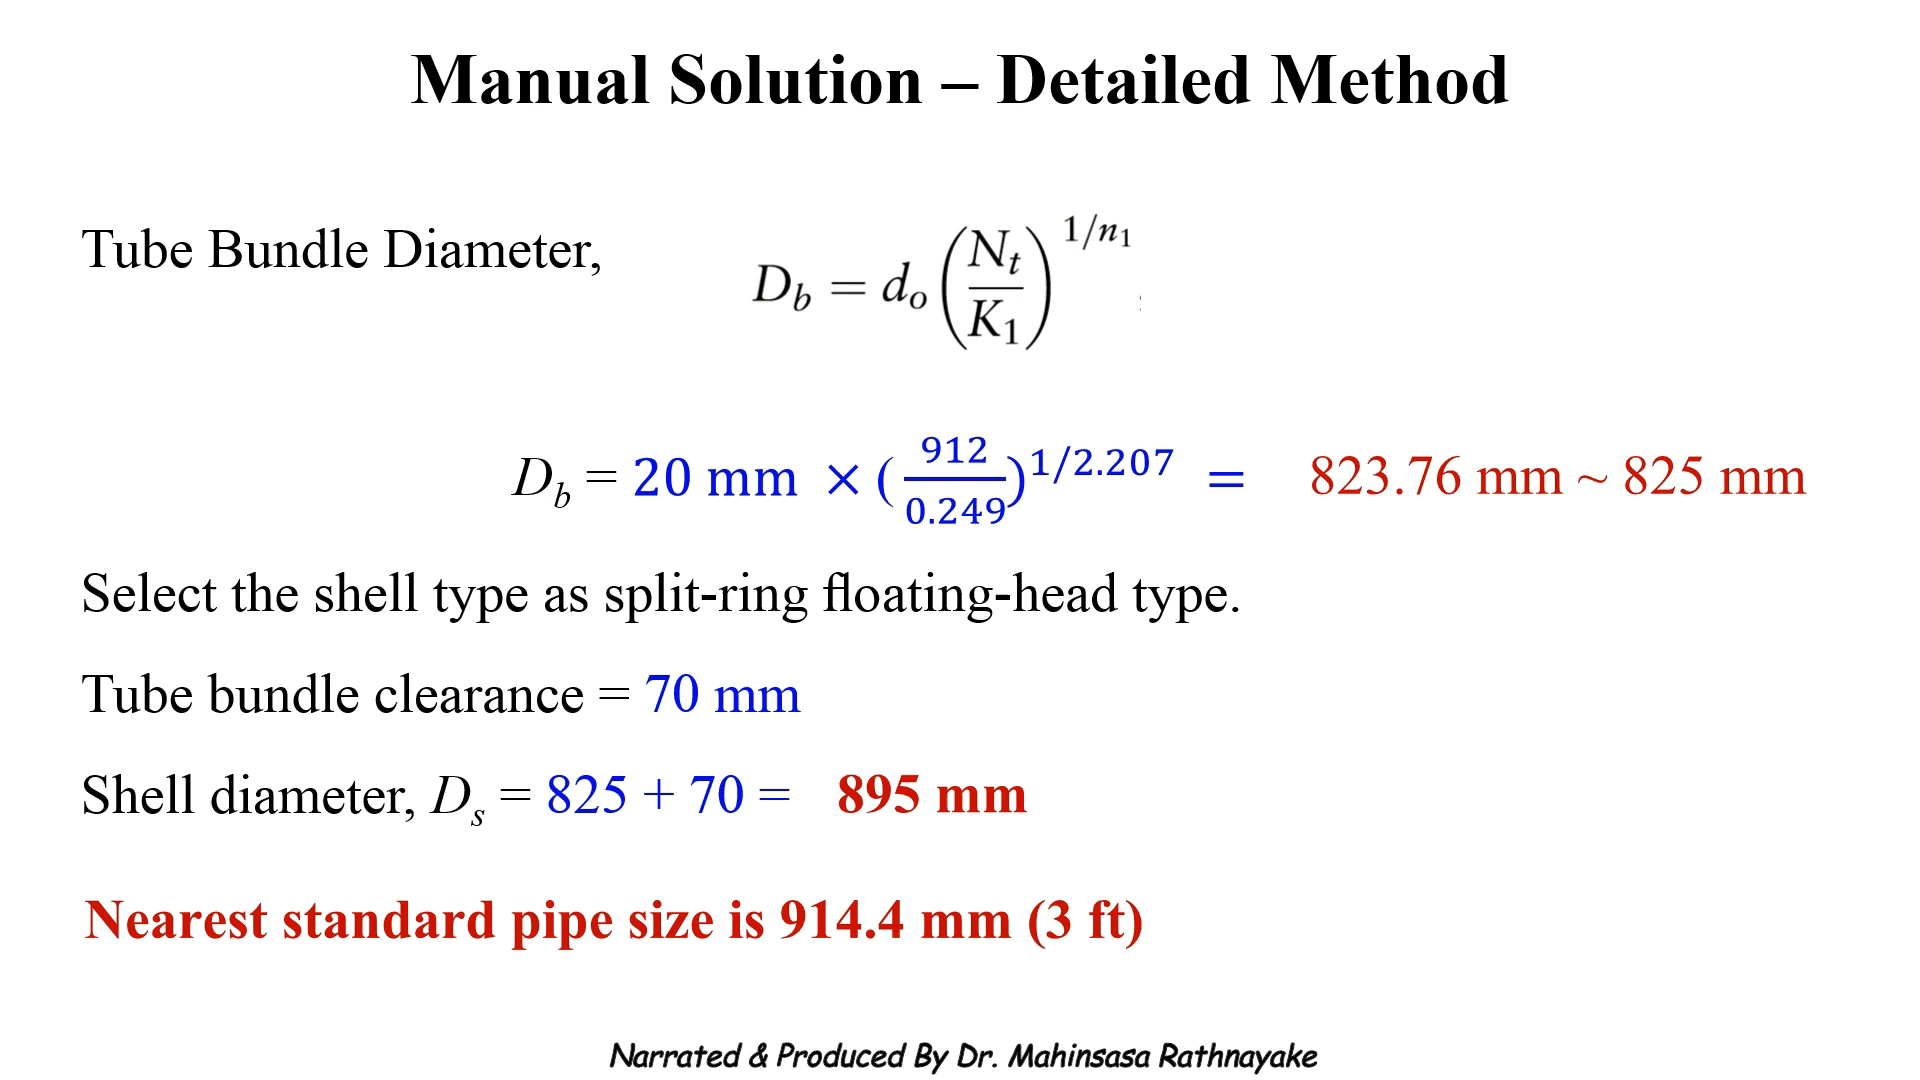 Manual Solution – Detailed Method
Tube Bundle Diameter,
D_b = d_o (N_t / K_1)^{1/n_1}
D_b = 20 mm × (912 / 0.249)^{1/2.207} = 823.76 mm ~ 825 mm
Select the shell type as split-ring floating-head type.
Tube bundle clearance = 70 mm
Shell diameter, D_s = 825 + 70 = 895 mm
Nearest standard pipe size is 914.4 mm (3 ft)
Narrated & Produced By Dr. Mahinsasa Rathnayake